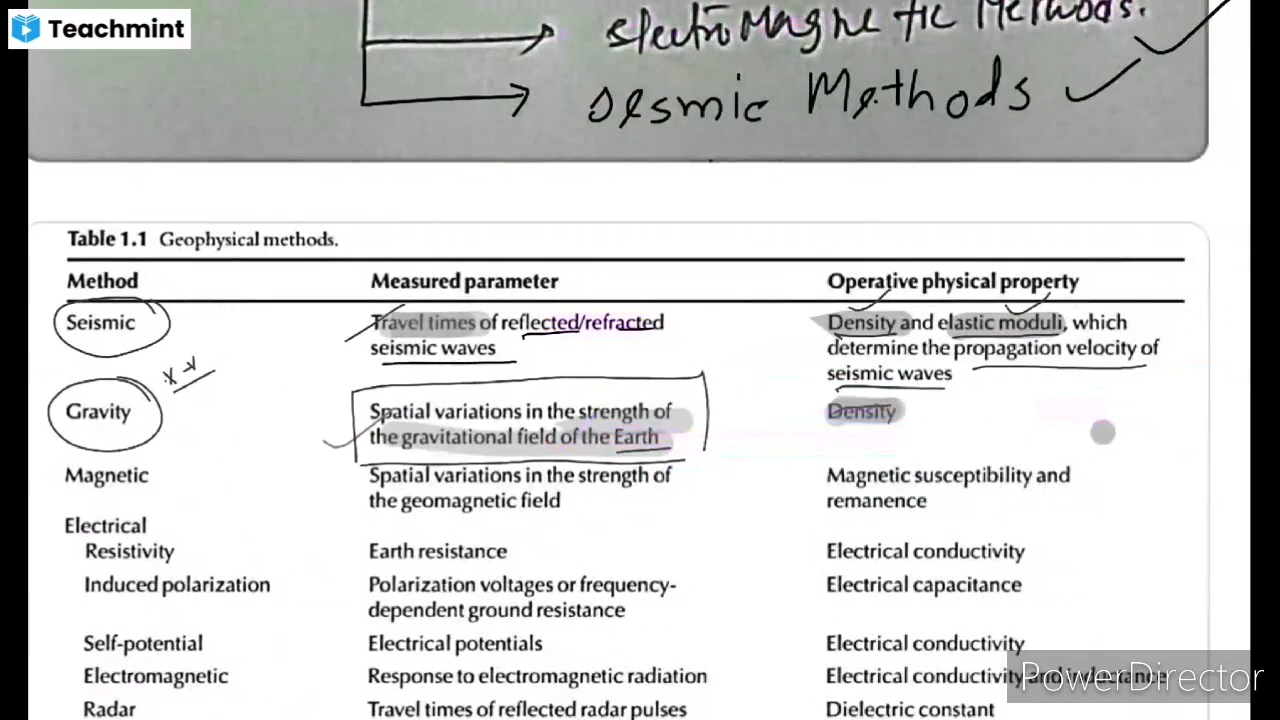 Teachmint
Electromagnetic Methods.
Seismic Methods
Table 1.1 Geophysical methods.
Method Measured parameter Operative physical property
Seismic Travel times of reflected/refracted Density and elastic moduli, which
seismic waves determine the propagation velocity of
seismic waves
Gravity Spatial variations in the strength of Density
the gravitational field of the Earth
Magnetic Spatial variations in the strength of Magnetic susceptibility and
the geomagnetic field remanence
Electrical
Resistivity Earth resistance Electrical conductivity
Induced polarization Polarization voltages or frequency- Electrical capacitance
dependent ground resistance
Self-potential Electrical potentials Electrical conductivity
Electromagnetic Response to electromagnetic radiation Electrical conductivity and inductance
Radar Travel times of reflected radar pulses Dielectric constant
PowerDirector